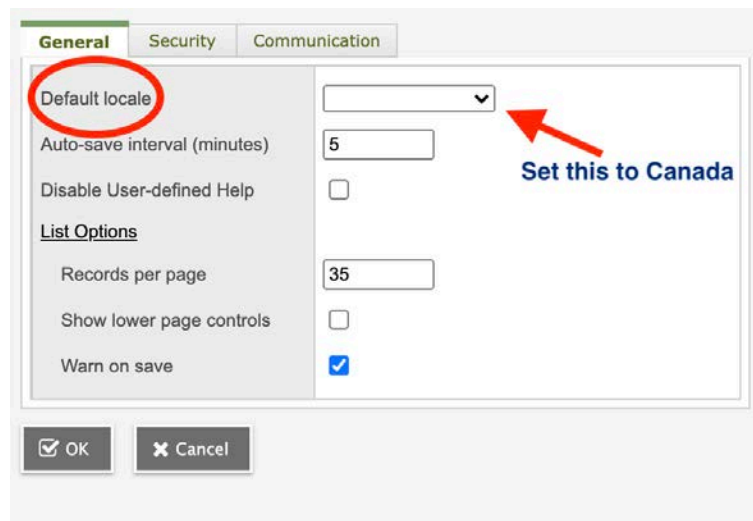 General Security Communication
Default locale
Auto-save interval (minutes) 5
Set this to Canada
Disable User-defined Help
List Options
Records per page 35
Show lower page controls
Warn on save
OK Cancel